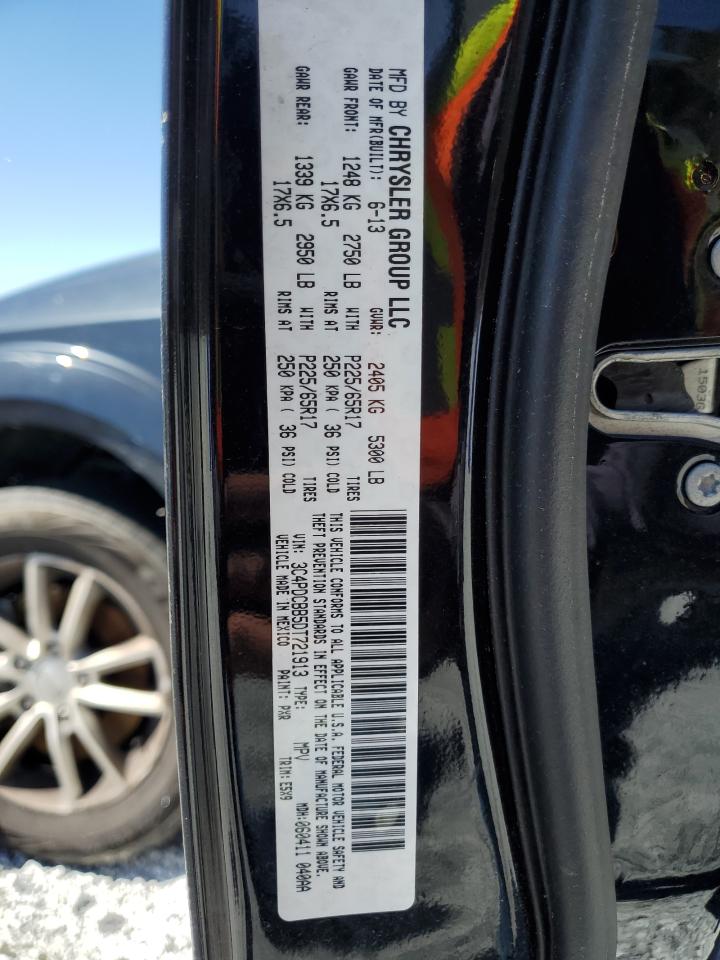 MFD BY CHRYSLER GROUP LLC
DATE OF MFR(BUILT): 6-13 GVWR: 2405 KG 5300 LB
GAWR FRONT: 1248 KG 2750 LB WITH P225/65R17 TIRES
17X6.5 RIMS AT 250 KPA ( 36 PSI) COLD
GAWR REAR: 1339 KG 2950 LB WITH P225/65R17 TIRES
17X6.5 RIMS AT 250 KPA ( 36 PSI) COLD
THIS VEHICLE CONFORMS TO ALL APPLICABLE U.S.A. FEDERAL MOTOR VEHICLE SAFETY AND
THEFT PREVENTION STANDARDS IN EFFECT ON THE DATE OF MANUFACTURE SHOWN ABOVE.
VIN: 3C4PDCBB5DT721913 TYPE: MPV MDH:060411 040AA
VEHICLE MADE IN MEXICO PAINT: PXR TRIM: E5X9